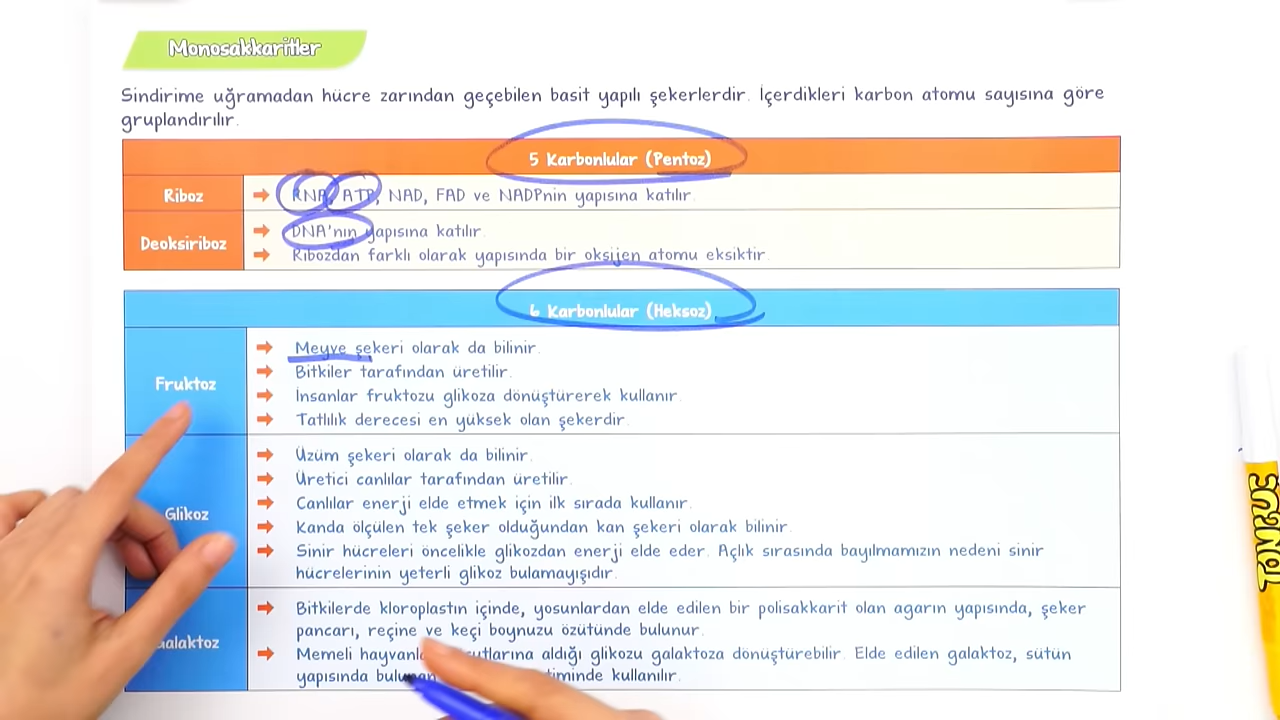 Monosakkaritler
Sindirime uğramadan hücre zarından geçebilen basit yapılı şekerlerdir. İçerdikleri karbon atomu sayısına göre
gruplandırılır.
5 Karbonlular (Pentoz)
Riboz
RNA, ATP, NAD, FAD ve NADPnin yapısına katılır.
Deoksiriboz
DNA'nın yapısına katılır.
Ribozdan farklı olarak yapısında bir oksijen atomu eksiktir.
6 Karbonlular (Heksoz)
Fruktoz
Meyve şekeri olarak da bilinir.
Bitkiler tarafından üretilir.
İnsanlar fruktozu glikoza dönüştürerek kullanır.
Tatlılık derecesi en yüksek olan şekerdir.
Glikoz
Üzüm şekeri olarak da bilinir.
Üretici canlılar tarafından üretilir.
Canlılar enerji elde etmek için ilk sırada kullanır.
Kanda ölçülen tek şeker olduğundan kan şekeri olarak bilinir.
Sinir hücreleri öncelikle glikozdan enerji elde eder. Açlık sırasında bayılmamızın nedeni sinir
hücrelerinin yeterli glikoz bulamayışıdır.
Galaktoz
Bitkilerde kloroplastın içinde, yosunlardan elde edilen bir polisakkarit olan agarın yapısında, şeker
pancarı, reçine ve keçi boynuzu özütünde bulunur.
Memeli aldığı glikozu galaktoza dönüştürebilir. Elde edilen galaktoz, sütün
yapısında bulunan kullanılır.